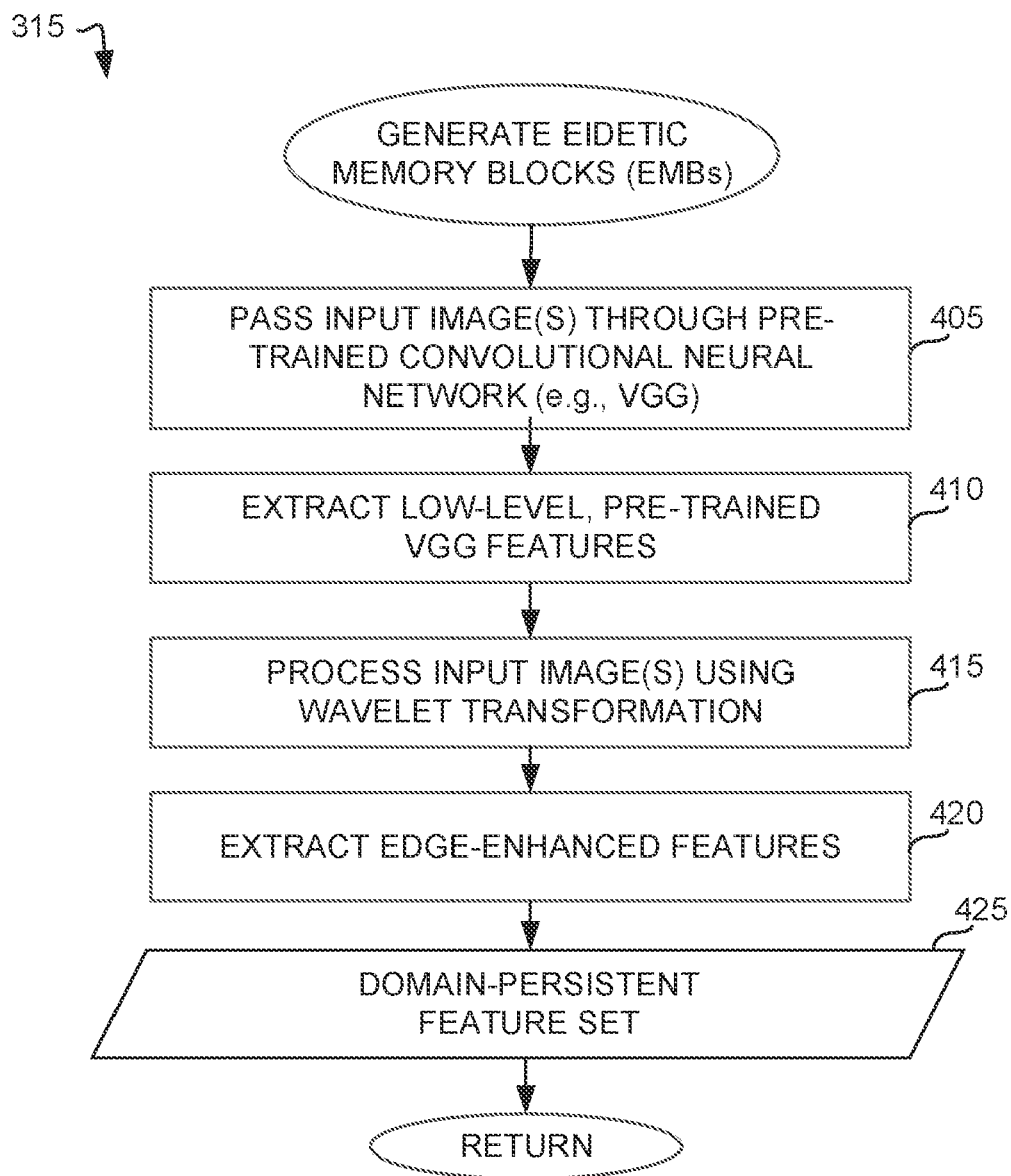 315
GENERATE EIDETIC
MEMORY BLOCKS (EMBs)
PASS INPUT IMAGE(S) THROUGH PRE-
TRAINED CONVOLUTIONAL NEURAL
NETWORK (e.g., VGG)
405
EXTRACT LOW-LEVEL, PRE-TRAINED
VGG FEATURES
410
PROCESS INPUT IMAGE(S) USING
WAVELET TRANSFORMATION
415
EXTRACT EDGE-ENHANCED FEATURES
420
425
DOMAIN-PERSISTENT
FEATURE SET
RETURN